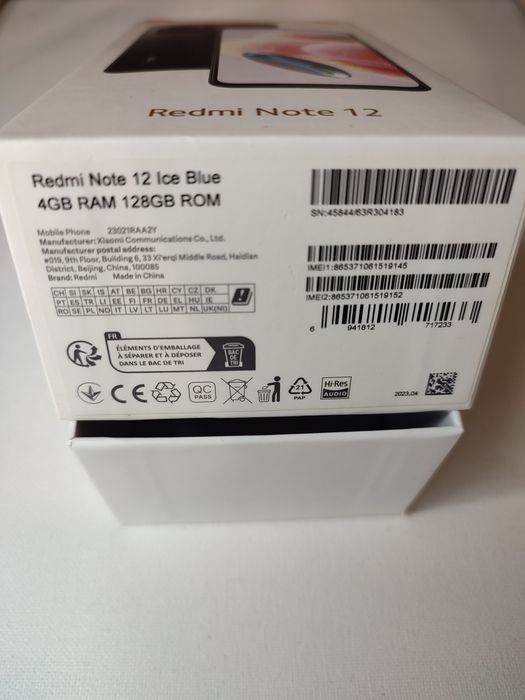 Redmi Note 12
Redmi Note 12 Ice Blue
4GB RAM 128GB ROM
Mobile Phone 23021RAA2Y
Manufacturer: Xiaomi Communications Co., Ltd.
Manufacturer postal address:
#019, 9th Floor, Building 6, 33 Xi'erqi Middle Road, Haidian
District, Beijing, China, 100085
Brand: Redmi Made in China
CH SI SK IS AT BE BG HR CY CZ DK
PT ES TR LI EE FI FR DE EL HU IE
RO SE PL NO IT LV LT LU MT NL UK(NI)
SN:45844/63R304183
IMEI1:865371061519145
IMEI2:865371061519152
6 941812 717233
FR
ÉLÉMENTS D'EMBALLAGE
À SÉPARER ET À DÉPOSER
DANS LE BAC DE TRI
BAC
DE
TRI
CE
QC
PASS
21
PAP
Hi-Res
AUDIO
2023.04